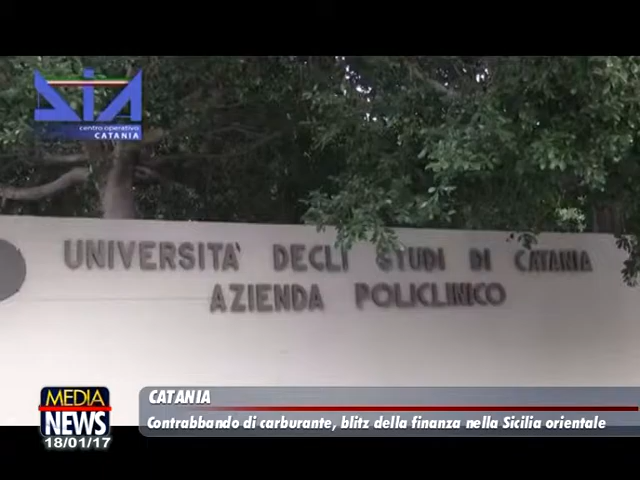 DIA
centro operativo
CATANIA
UNIVERSITA' DEGLI STUDI DI CATANIA
AZIENDA POLICLINICO
MEDIA
NEWS
18/01/17
CATANIA
Contrabbando di carburante, blitz della finanza nella Sicilia orientale